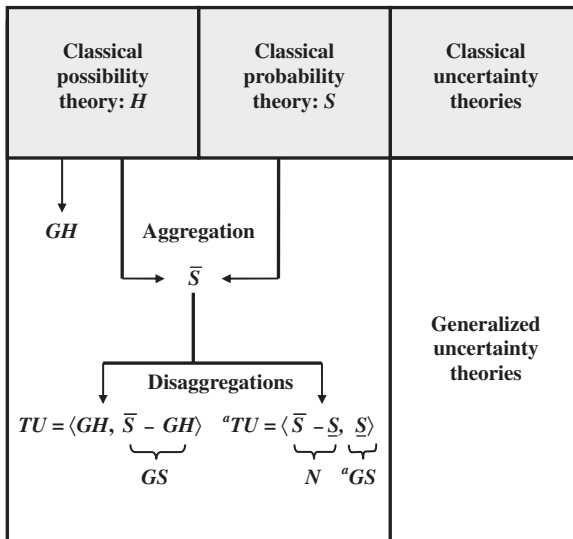 Classical
possibility
theory: H
Classical
probability
theory: S
Classical
uncertainty
theories
GH
Aggregation
S̅
Generalized
uncertainty
theories
Disaggregations
TU = ⟨GH, S̅ – GH⟩
GS
ᵃTU = ⟨S̅ – S̲, S̲⟩
N
ᵃGS